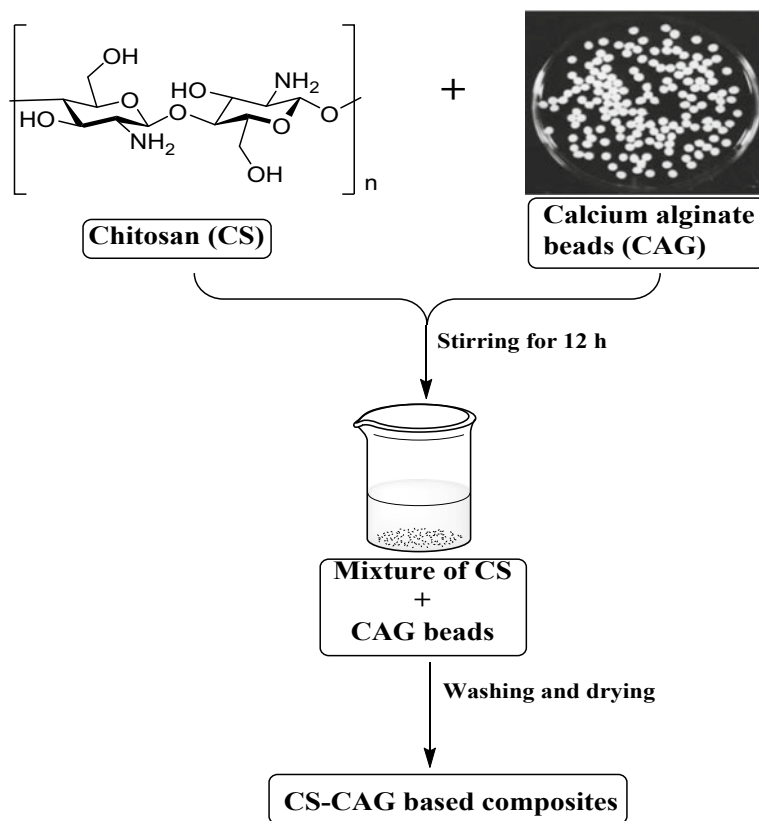 OH
HO
NH2
O
HO
NH2
O
O
O
OH
n
+
Chitosan (CS)
Calcium alginate
beads (CAG)
Stirring for 12 h
Mixture of CS
+
CAG beads
Washing and drying
CS-CAG based composites